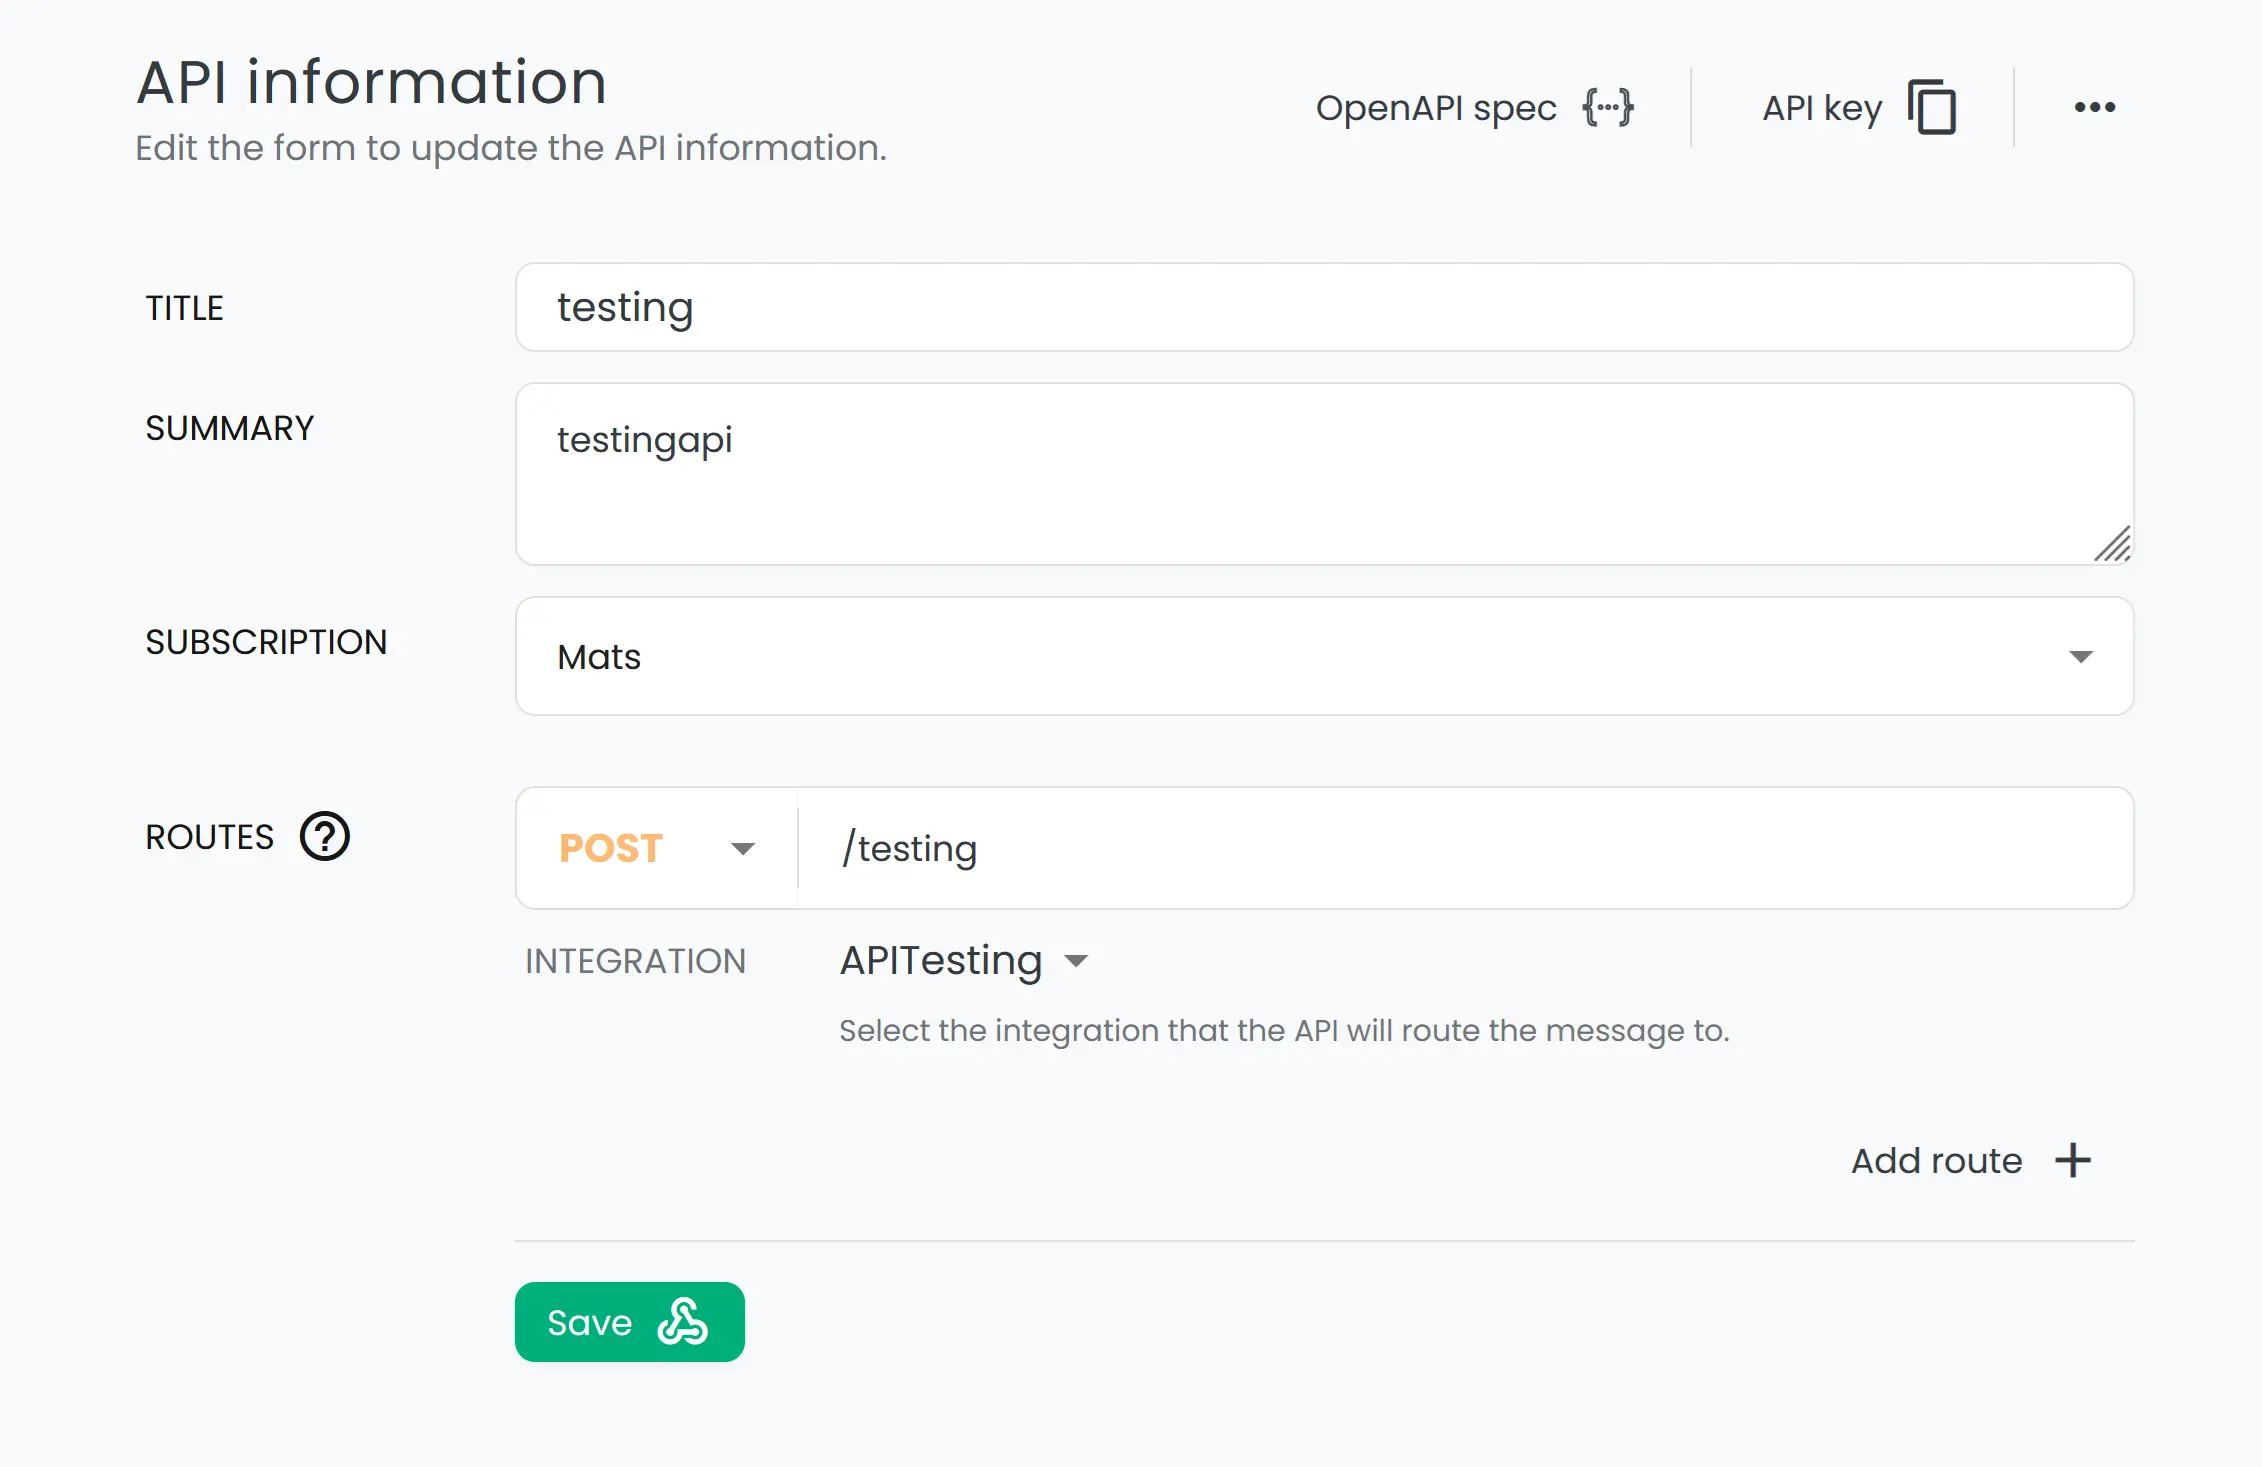 API information
Edit the form to update the API information.
OpenAPI spec
API key
TITLE
testing
SUMMARY
testingapi
SUBSCRIPTION
Mats
ROUTES
POST
/testing
INTEGRATION
APITesting
Select the integration that the API will route the message to.
Add route
Save